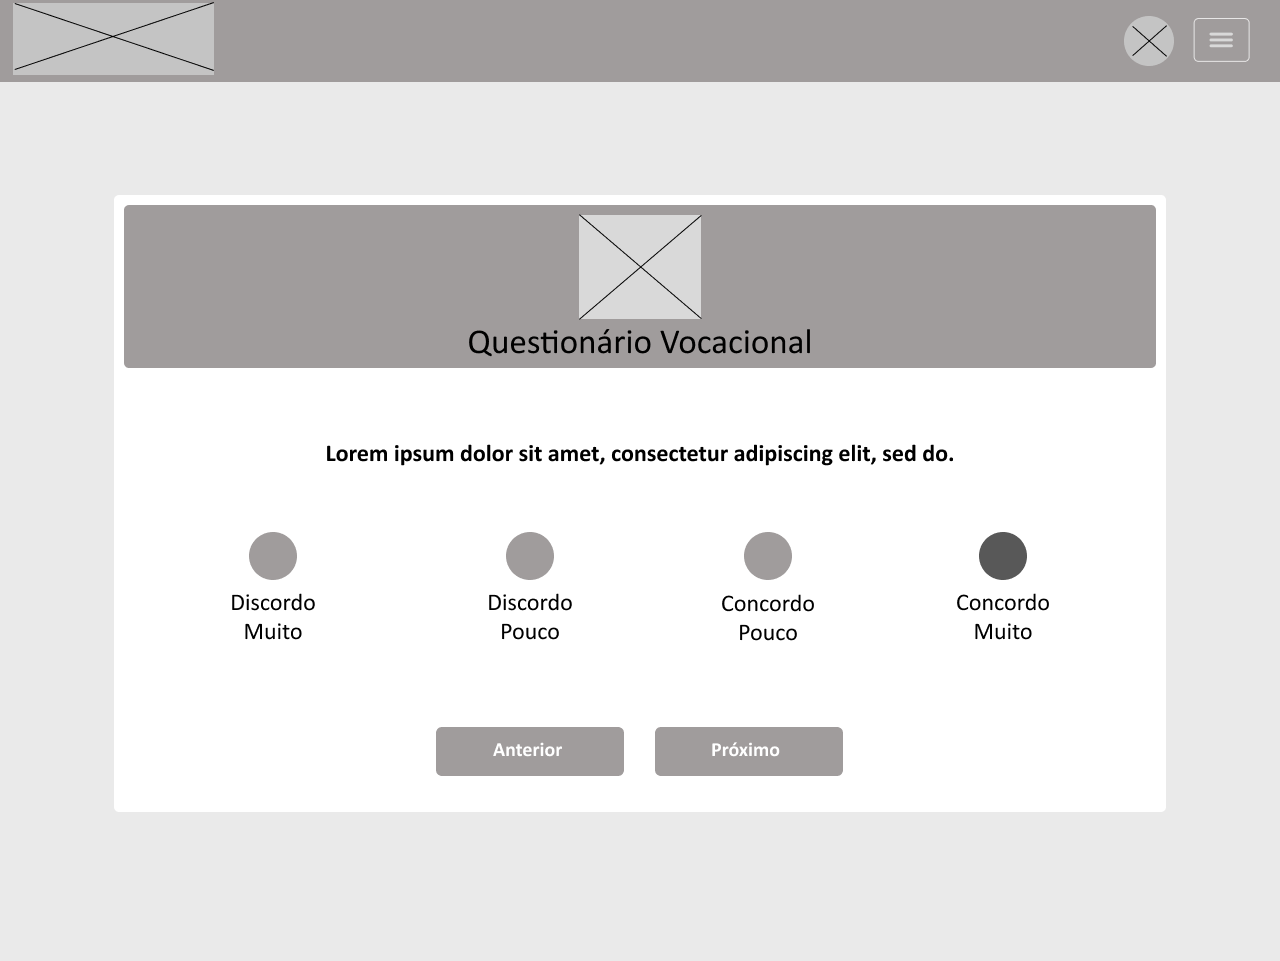 Questionário Vocacional
Lorem ipsum dolor sit amet, consectetur adipiscing elit, sed do.
Discordo
Muito
Discordo
Pouco
Concordo
Pouco
Concordo
Muito
Anterior
Próximo